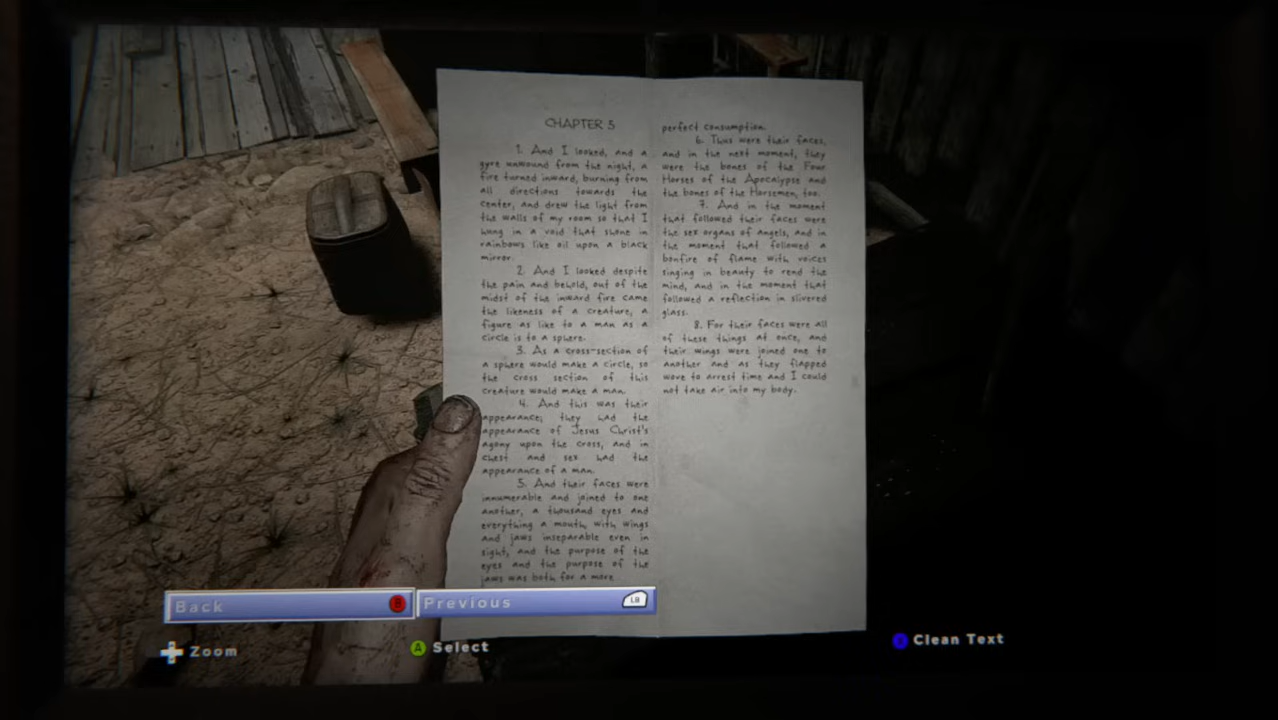 CHAPTER 5
1. And I looked, and a
gyre unwound from the night, a
fire turned inward, burning from
all directions towards the
center, and drew the light from
the walls of my room so that I
hung in a void that shone in
rainbows like oil upon a black
mirror.
2. And I looked despite
the pain and behold, out of the
midst of the inward fire came
the likeness of a creature, a
figure as like to a man as a
circle is to a sphere.
3. As a cross-section of
a sphere would make a circle, so
the cross section of this
creature would make a man.
4. And this was their
appearance; they had the
appearance of Jesus Christ's
agony upon the cross, and in
chest and sex had the
appearance of a man.
5. And their faces were
innumerable and joined to one
another, a thousand eyes and
everything a mouth, with wings
and jaws inseparable even in
sight, and the purpose of the
eyes and the purpose of the
jaws was both for a more
perfect consumption.
6. Thus were their faces,
and in the next moment, they
were the bones of the Four
Horses of the Apocalypse and
the bones of the Horsemen, too.
7. And in the moment
that followed their faces were
the sex organs of angels, and in
the moment that followed a
bonfire of flame with voices
singing in beauty to rend the
mind, and in the moment that
followed a reflection in slivered
glass.
8. For their faces were all
of these things at once, and
their wings were joined one to
another and as they flapped
wove to arrest time and I could
not take air into my body.
Back B
Previous LB
Zoom
A Select
X Clean Text